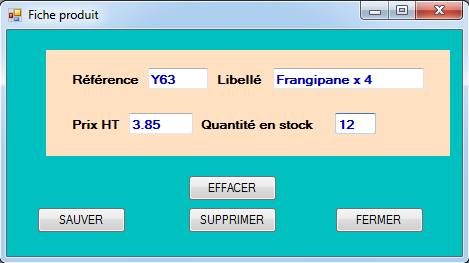 Fiche produit
Référence Y63 Libellé Frangipane x 4
Prix HT 3.85 Quantité en stock 12
EFFACER
SAUVER SUPPRIMER FERMER